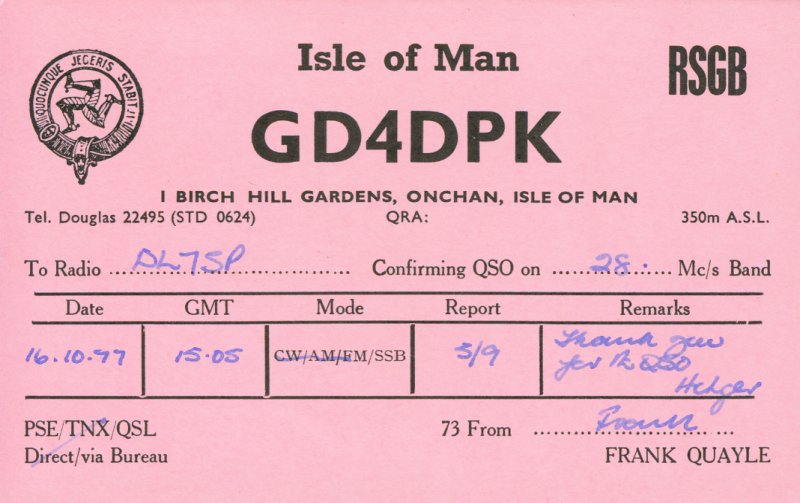 QUOCUNQUE JECERIS STABIT
Isle of Man
RSGB
GD4DPK
1 BIRCH HILL GARDENS, ONCHAN, ISLE OF MAN
Tel. Douglas 22495 (STD 0624) QRA: 350m A.S.L.
To Radio ...DL7SP... Confirming QSO on ...28.... Mc/s Band
Date GMT Mode Report Remarks
16.10.77 15.05 CW/AM/FM/SSB 5/9 Thank you
for the QSO
Holger
PSE/TNX/QSL 73 From ...Frank...
Direct/via Bureau FRANK QUAYLE